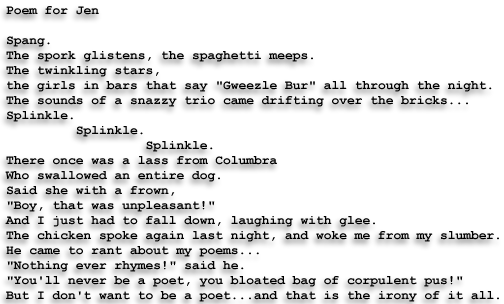 Poem for Jen
Spang.
The spork glistens, the spaghetti meeps.
The twinkling stars,
the girls in bars that say "Gweezle Bur" all through the night.
The sounds of a snazzy trio came drifting over the bricks...
Splinkle.
Splinkle.
Splinkle.
There once was a lass from Columbra
Who swallowed an entire dog.
Said she with a frown,
"Boy, that was unpleasant!"
And I just had to fall down, laughing with glee.
The chicken spoke again last night, and woke me from my slumber.
He came to rant about my poems...
"Nothing ever rhymes!" said he.
"You'll never be a poet, you bloated bag of corpulent pus!"
But I don't want to be a poet...and that is the irony of it all.